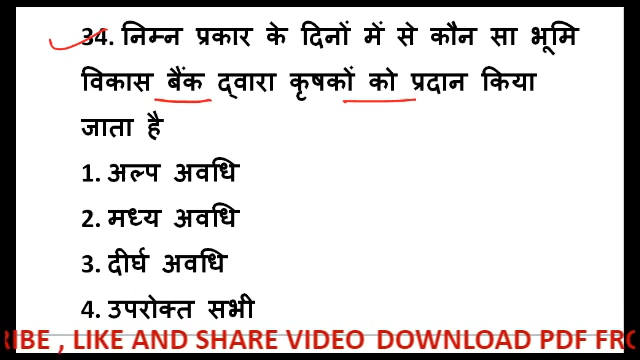 34. निम्न प्रकार के दिनों में से कौन सा भूमि
विकास बैंक द्वारा कृषकों को प्रदान किया
जाता है
1. अल्प अवधि
2. मध्य अवधि
3. दीर्घ अवधि
4. उपरोक्त सभी
RIBE , LIKE AND SHARE VIDEO DOWNLOAD PDF FRO